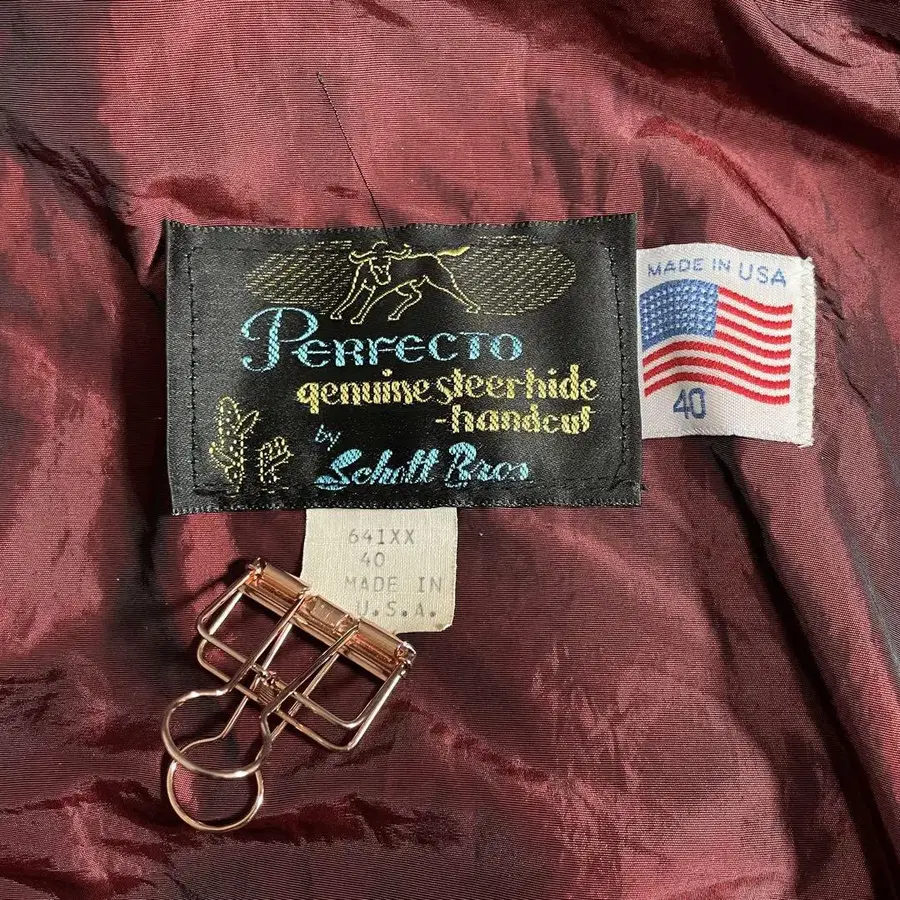 PERFECTO
genuine steerhide
-handcut
by
Schott Bros
MADE IN USA
40
641XX
40
MADE IN
U.S.A.